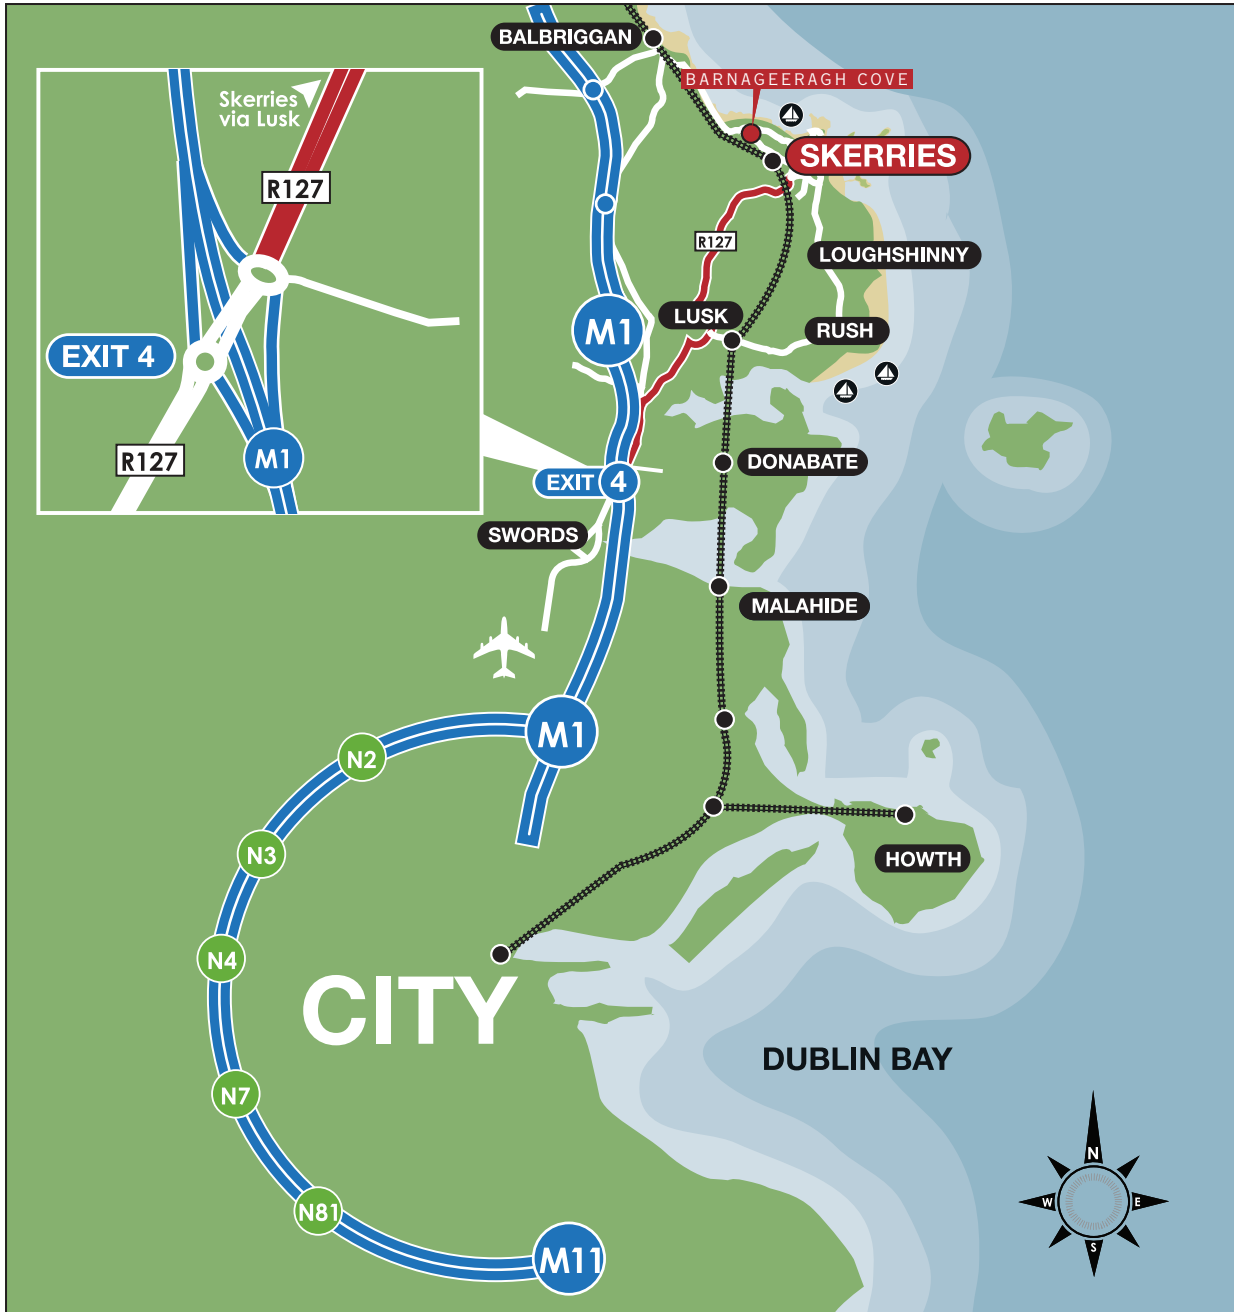 BALBRIGGAN
BARNAGEERAGH COVE
Skerries
via Lusk
R127
SKERRIES
R127
LOUGHSHINNY
LUSK
RUSH
M1
EXIT 4
R127
M1
DONABATE
EXIT 4
SWORDS
MALAHIDE
M1
N2
N3
HOWTH
N4
CITY
DUBLIN BAY
N7
N
W
E
S
N81
M11